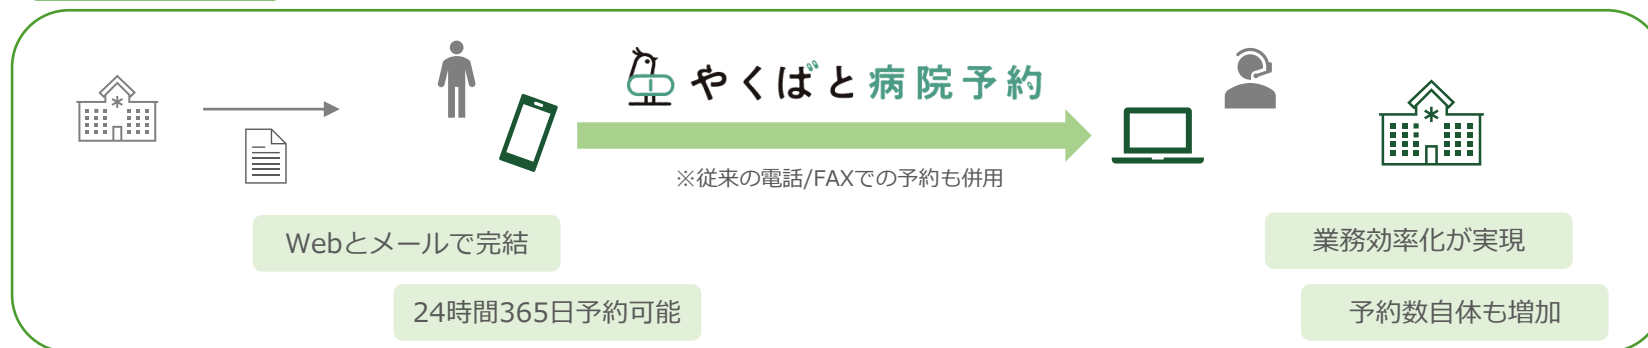 やくばと病院予約
※従来の電話/FAXでの予約も併用
Webとメールで完結
24時間365日予約可能
業務効率化が実現
予約数自体も増加